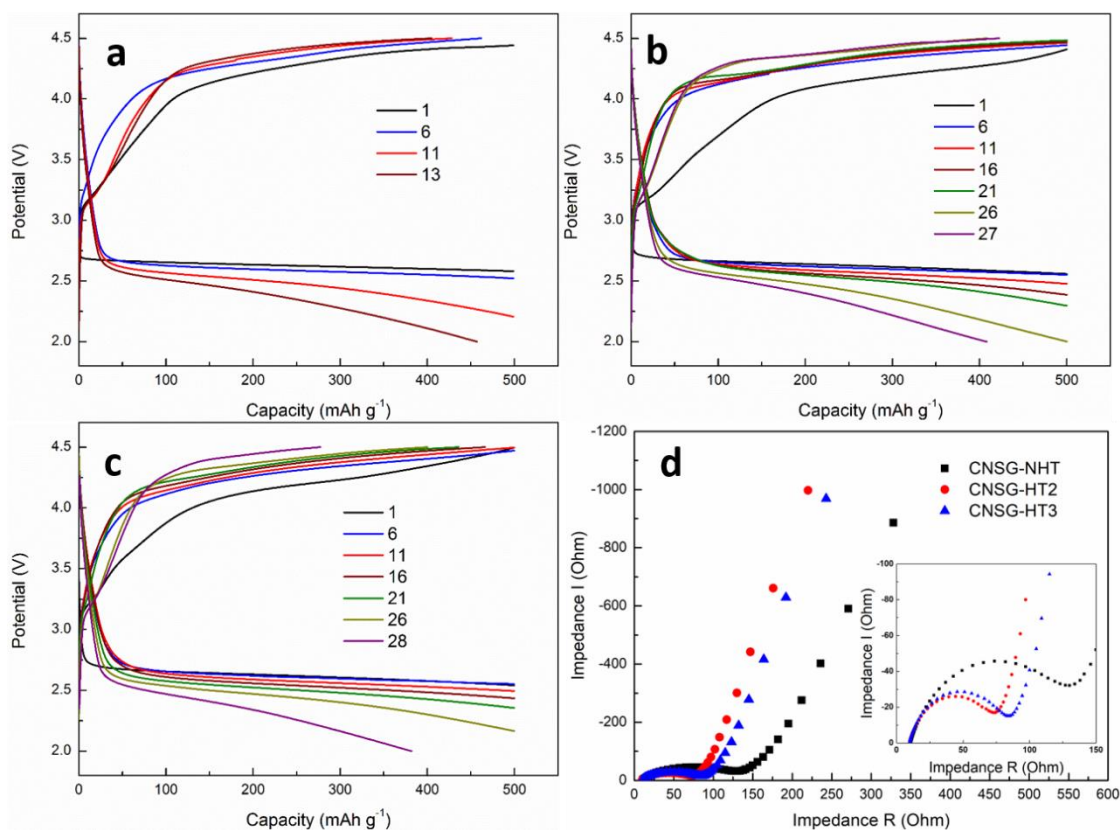 a
4.5
4.0
3.5
3.0
2.5
2.0
Potential (V)
1
6
11
13
0 100 200 300 400 500
Capacity (mAh g⁻¹)
b
4.5
4.0
3.5
3.0
2.5
2.0
Potential (V)
1
6
11
16
21
26
27
0 100 200 300 400 500
Capacity (mAh g⁻¹)
c
4.5
4.0
3.5
3.0
2.5
2.0
Potential (V)
1
6
11
16
21
26
28
0 100 200 300 400 500
Capacity (mAh g⁻¹)
d
-1200
-1000
-800
-600
-400
-200
0
Impedance I (Ohm)
CNSG-NHT
CNSG-HT2
CNSG-HT3
-100
-80
-60
-40
-20
0
Impedance I (Ohm)
0 50 100 150
Impedance R (Ohm)
0 50 100 150 200 250 300 350 400 450 500 550 600
Impedance R (Ohm)